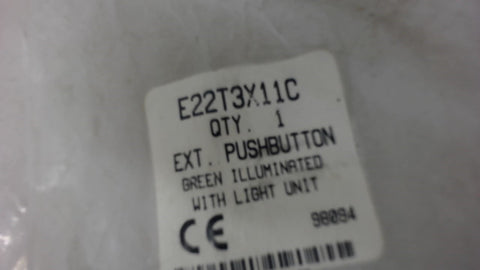 E22T3X11C
QTY. 1
EXT. PUSHBUTTON
GREEN ILLUMINATED
WITH LIGHT UNIT
CE 98094